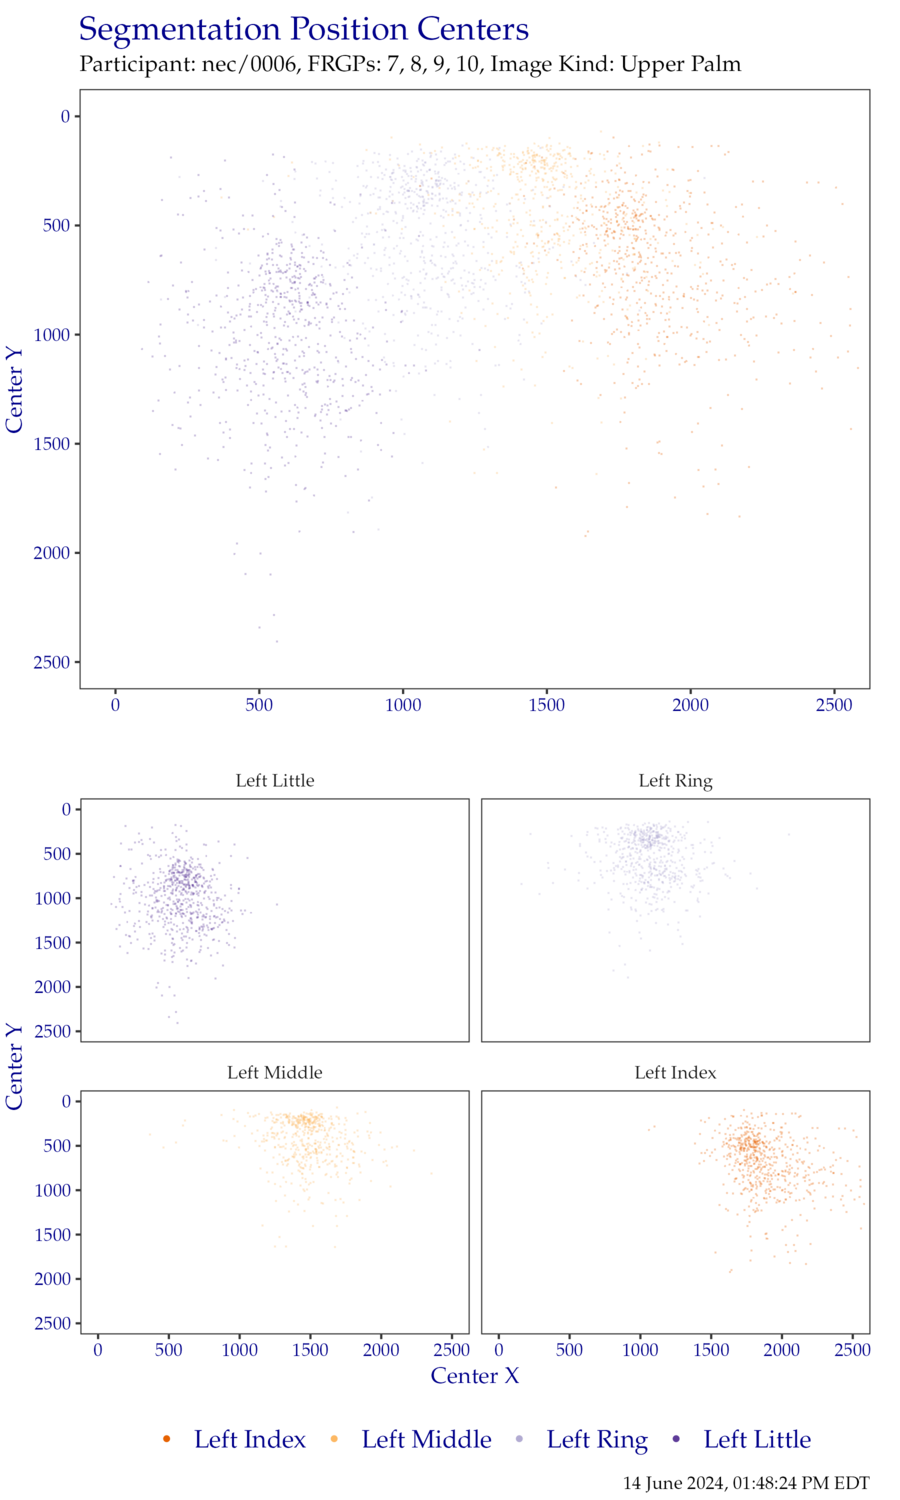 Segmentation Position Centers
Participant: nec/0006, FRGPs: 7, 8, 9, 10, Image Kind: Upper Palm
Center Y
0
500
1000
1500
2000
2500
0 500 1000 1500 2000 2500
Left Little Left Ring
0
500
1000
1500
2000
2500
Center Y
Left Middle Left Index
0
500
1000
1500
2000
2500
0 500 1000 1500 2000 2500 0 500 1000 1500 2000 2500
Center X
Left Index Left Middle Left Ring Left Little
14 June 2024, 01:48:24 PM EDT